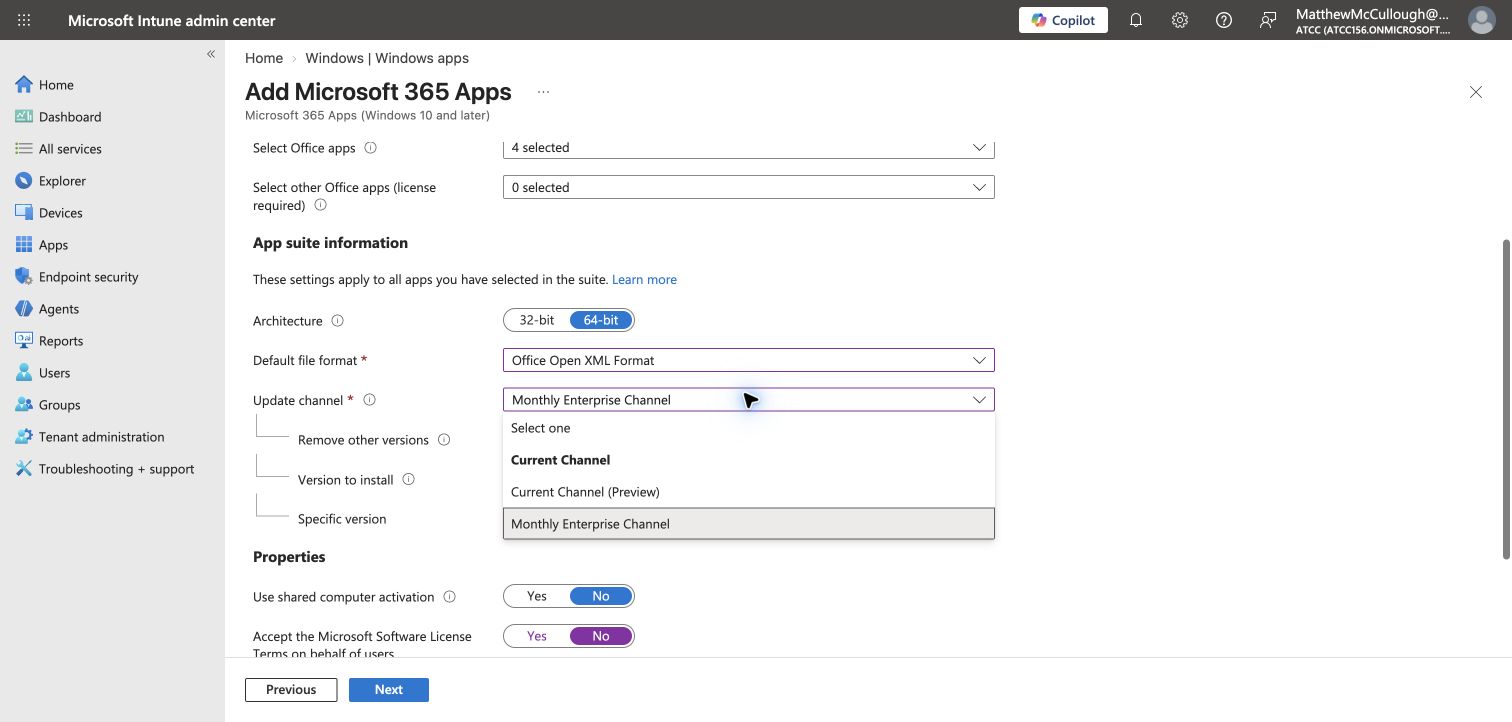 Microsoft Intune admin center
Copilot
MatthewMcCullough@...
ATCC (ATCC156.ONMICROSOFT....
«
Home
Dashboard
All services
Explorer
Devices
Apps
Endpoint security
Agents
Reports
Users
Groups
Tenant administration
Troubleshooting + support
Home > Windows | Windows apps
Add Microsoft 365 Apps ...
Microsoft 365 Apps (Windows 10 and later)
Select Office apps
4 selected
Select other Office apps (license
required)
0 selected
App suite information
These settings apply to all apps you have selected in the suite. Learn more
Architecture
32-bit 64-bit
Default file format *
Office Open XML Format
Update channel *
Monthly Enterprise Channel
Select one
Current Channel
Current Channel (Preview)
Monthly Enterprise Channel
Remove other versions
Version to install
Specific version
Properties
Use shared computer activation
Yes No
Accept the Microsoft Software License
Terms on behalf of users
Yes No
Previous
Next